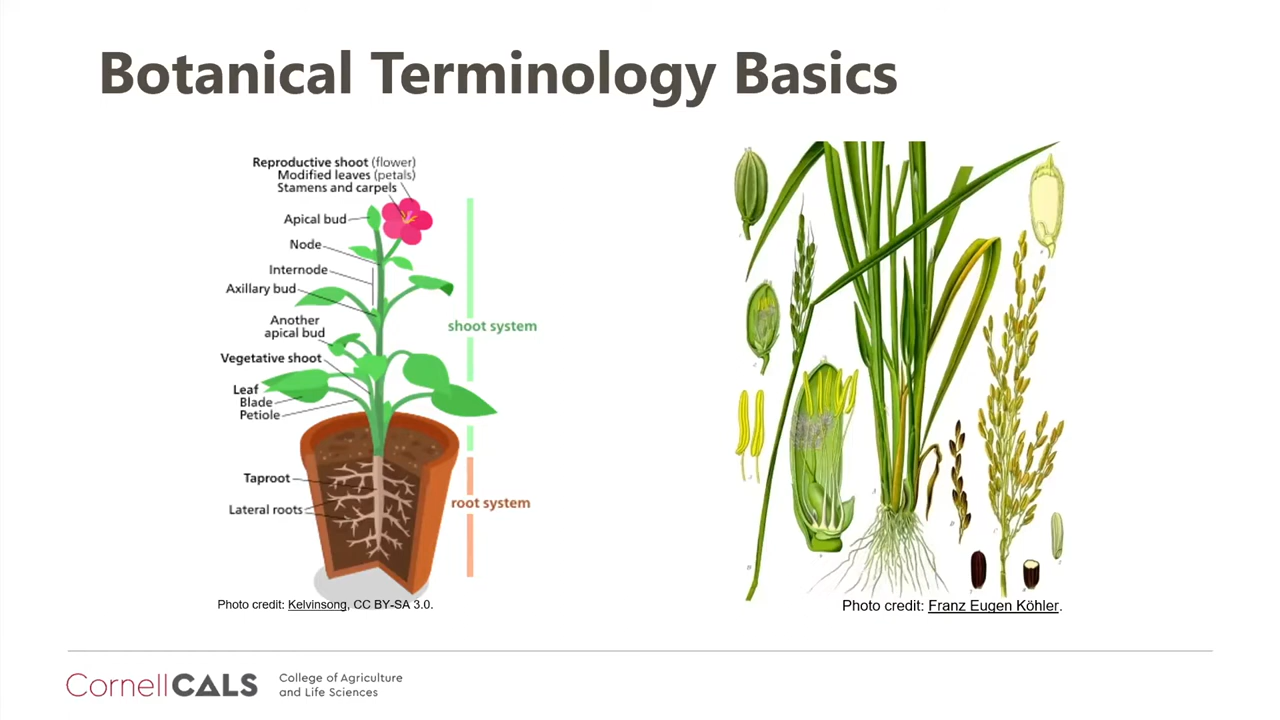 Botanical Terminology Basics
Reproductive shoot (flower)
Modified leaves (petals)
Stamens and carpels
Apical bud
Node
Internode
Axillary bud
Another
apical bud
Vegetative shoot
Leaf
Blade
Petiole
Taproot
Lateral roots
shoot system
root system
Photo credit: Kelvinsong, CC BY-SA 3.0.
Photo credit: Franz Eugen Köhler.
CornellCALS
College of Agriculture
and Life Sciences